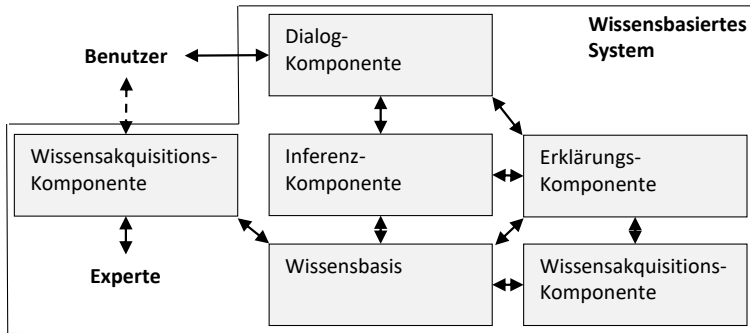 Wissensbasiertes
System
Dialog-
Komponente
Benutzer
Wissensakquisitions-
Komponente
Inferenz-
Komponente
Erklärungs-
Komponente
Experte
Wissensbasis
Wissensakquisitions-
Komponente